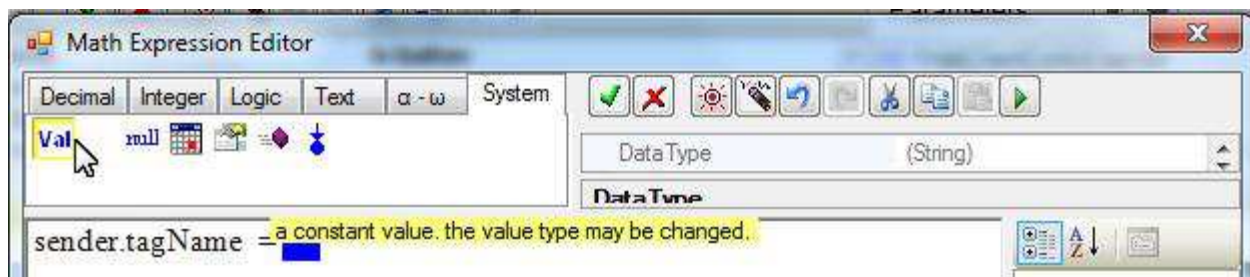 Math Expression Editor
Decimal Integer Logic Text α - ω System
Val null
DataType (String)
DataType
sender.tagName =
a constant value. the value type may be changed.
A
Z